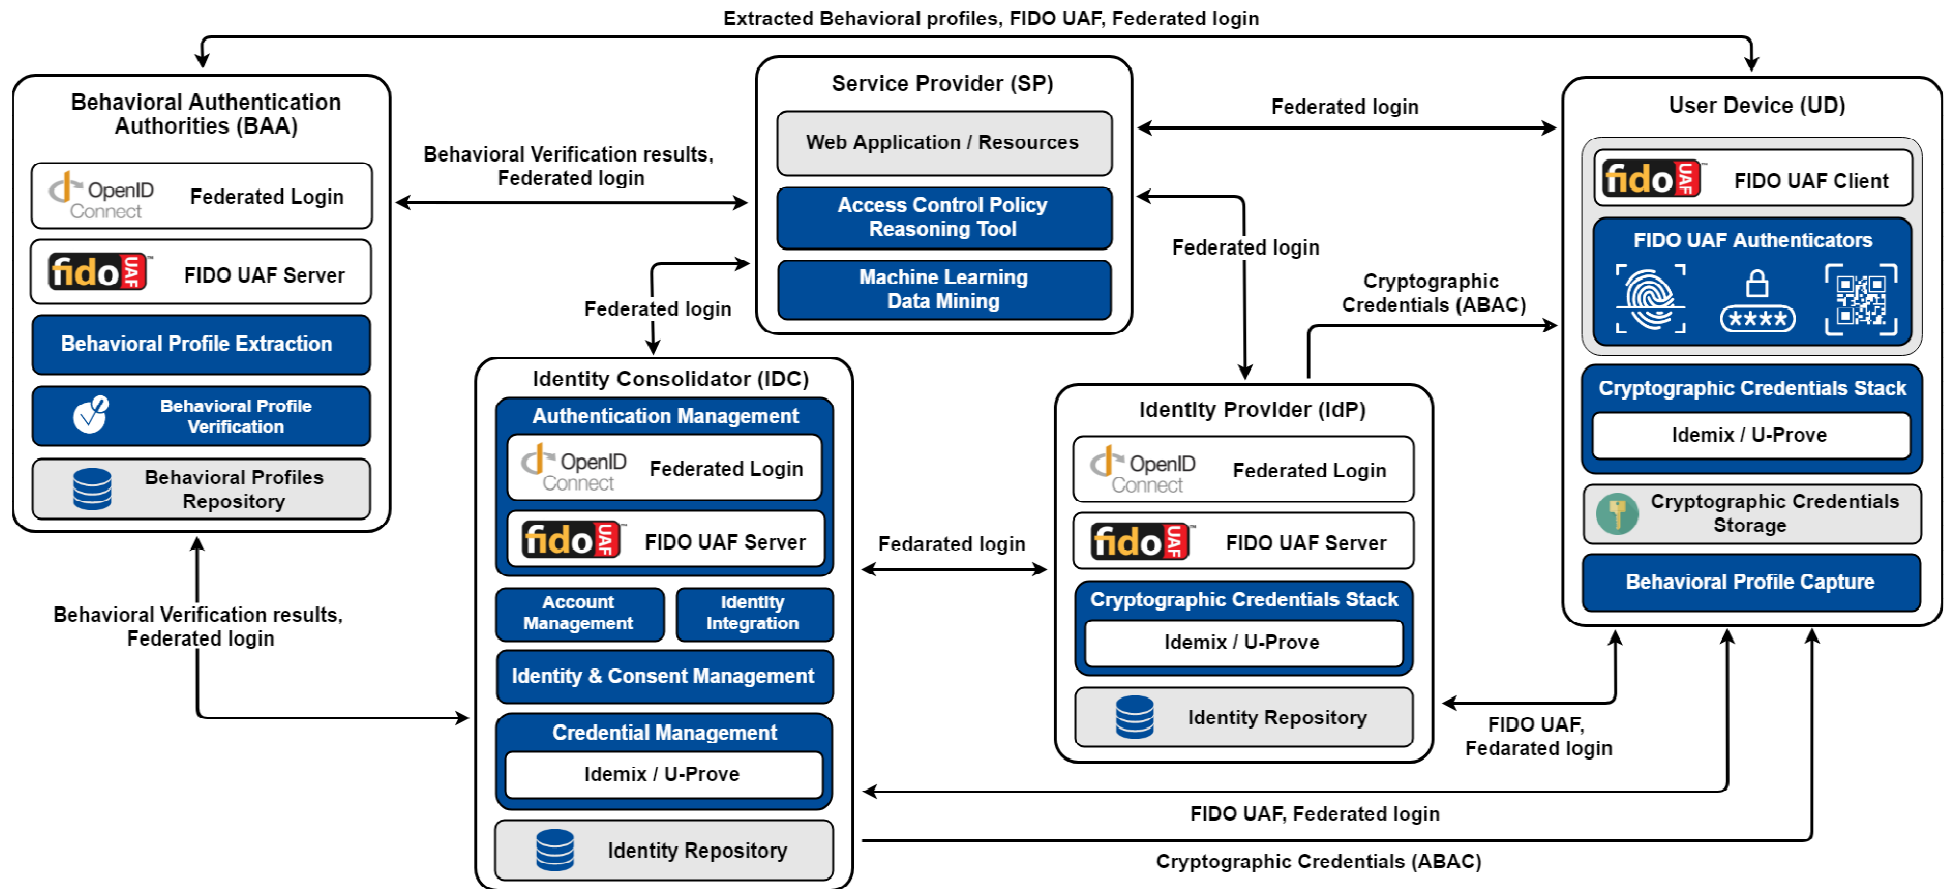 Extracted Behavioral profiles, FIDO UAF, Federated login
Behavioral Authentication
Authorities (BAA)
OpenID
Connect
Federated Login
fido UAF™
FIDO UAF Server
Behavioral Profile Extraction
Behavioral Profile
Verification
Behavioral Profiles
Repository
Behavioral Verification results,
Federated login
Service Provider (SP)
Web Application / Resources
Access Control Policy
Reasoning Tool
Machine Learning
Data Mining
Federated login
Federated login
Federated login
Cryptographic
Credentials (ABAC)
User Device (UD)
fido UAF™
FIDO UAF Client
FIDO UAF Authenticators
****
Cryptographic Credentials Stack
Idemix / U-Prove
Cryptographic Credentials
Storage
Behavioral Profile Capture
Identity Consolidator (IDC)
Authentication Management
OpenID
Connect
Federated Login
fido UAF™
FIDO UAF Server
Account
Management
Identity
Integration
Identity & Consent Management
Credential Management
Idemix / U-Prove
Identity Repository
Fedarated login
Identity Provider (IdP)
OpenID
Connect
Federated Login
fido UAF™
FIDO UAF Server
Cryptographic Credentials Stack
Idemix / U-Prove
Identity Repository
Behavioral Verification results,
Federated login
FIDO UAF,
Fedarated login
FIDO UAF, Federated login
Cryptographic Credentials (ABAC)